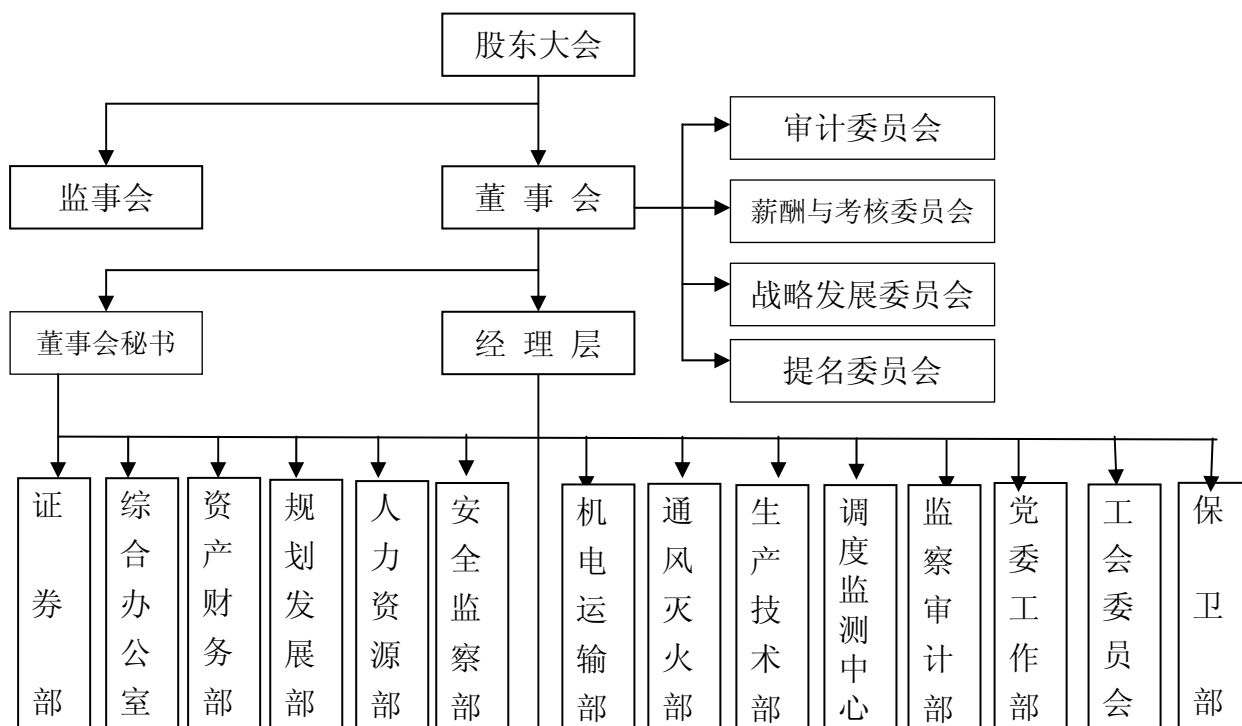 股东大会
审计委员会
监事会
董 事 会
薪酬与考核委员会
战略发展委员会
董事会秘书
经 理 层
提名委员会
证券部
综合办公室
资产财务部
规划发展部
人力资源部
安全监察部
机电运输部
通风灭火部
生产技术部
调度监测中心
监察审计部
党委工作部
工会委员会
保卫部